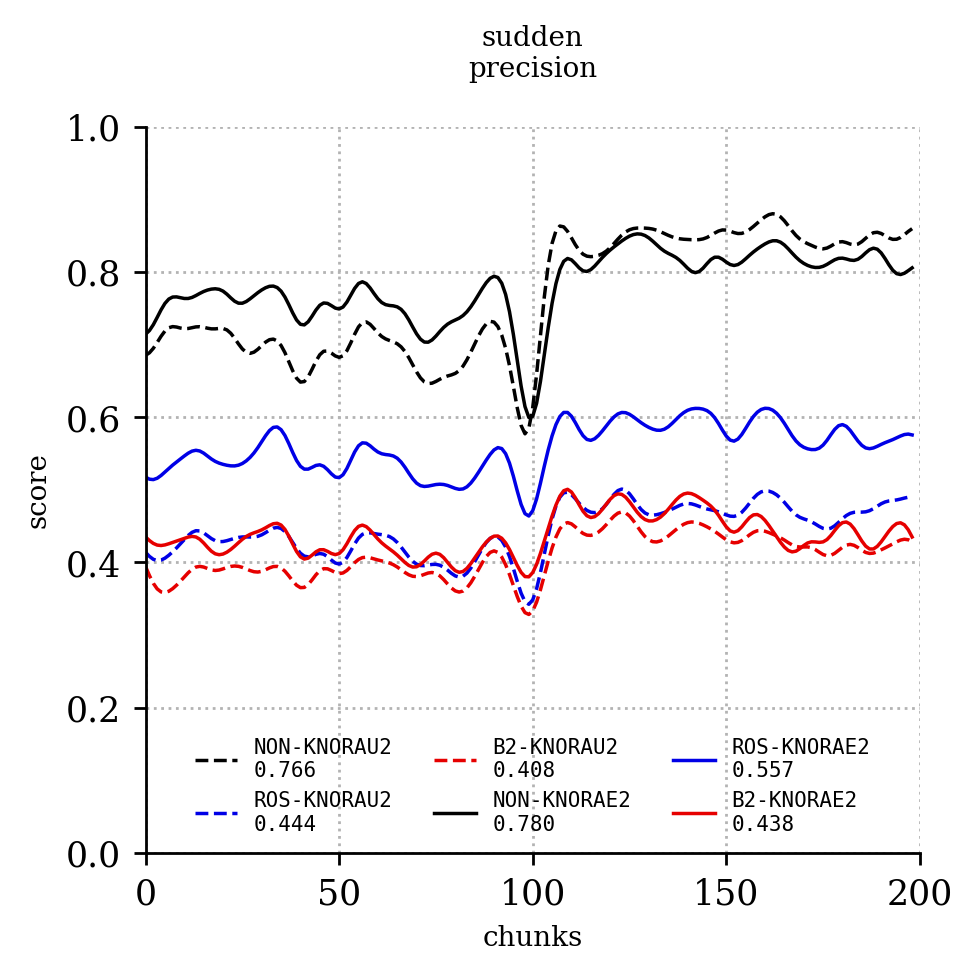 sudden
precision
1.0
0.8
0.6
0.4
0.2
0.0
score
NON-KNORAU2
0.766
ROS-KNORAU2
0.444
B2-KNORAU2
0.408
NON-KNORAE2
0.780
ROS-KNORAE2
0.557
B2-KNORAE2
0.438
0 50 100 150 200
chunks